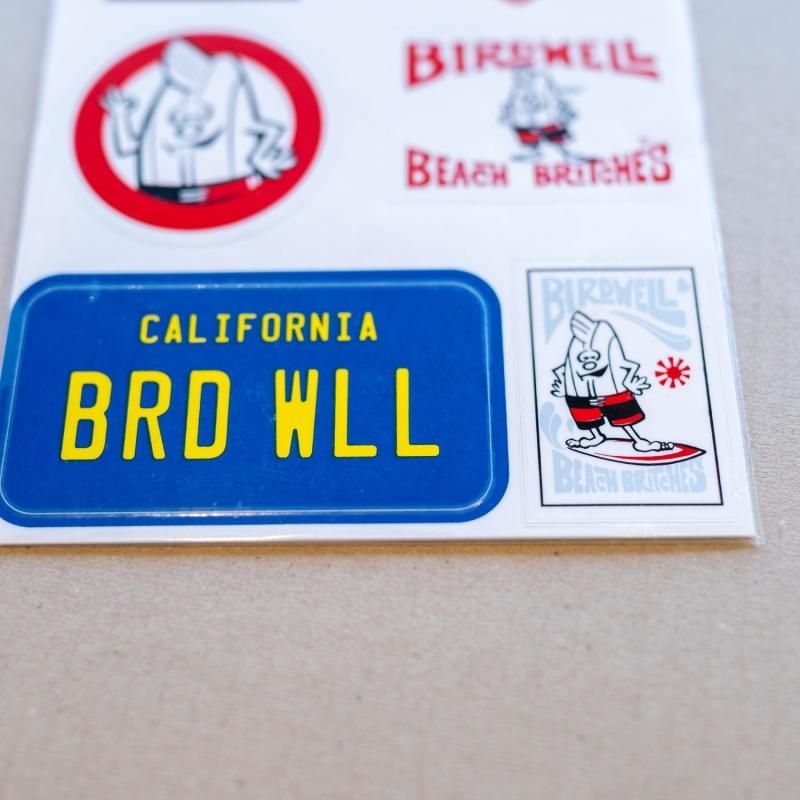 BIRDWELL
BEACH BRITCHES
CALIFORNIA
BRD WLL
BIRDWELL
BEACH BRITCHES